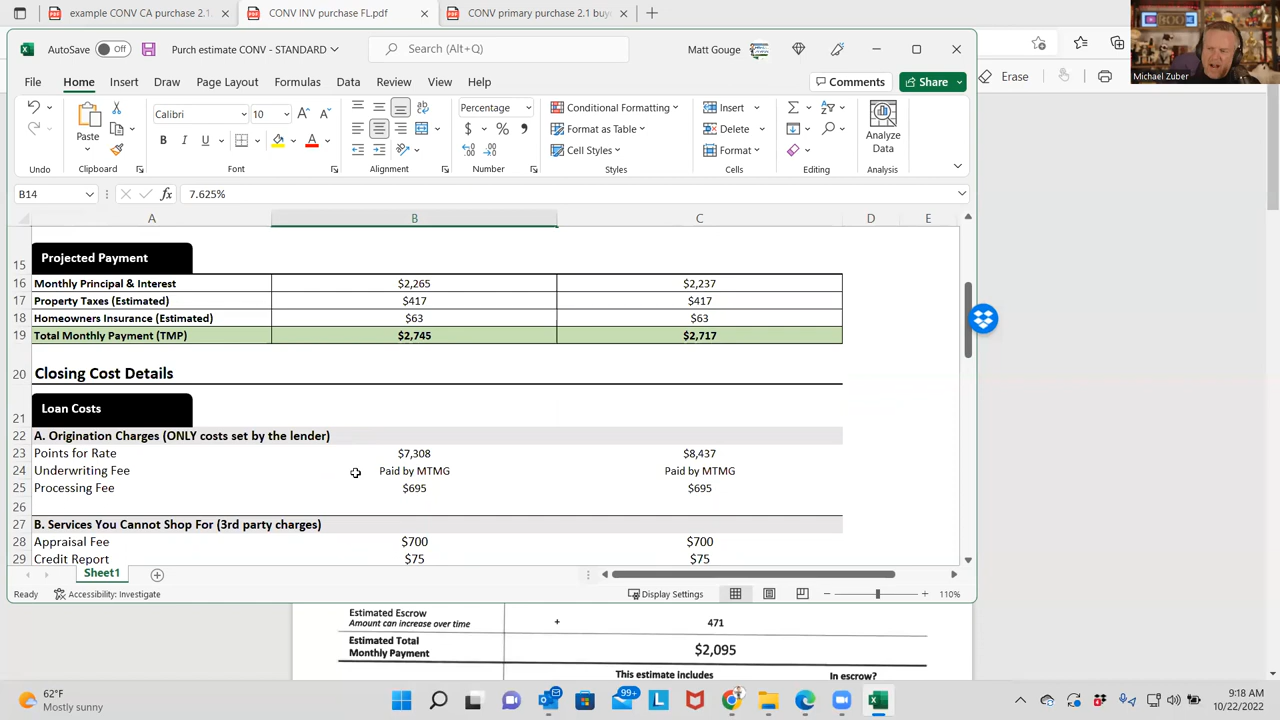 example CONV CA purchase 2.1.
CONV INV purchase FL.pdf
CONV primary purchase 2.1 buy
AutoSave Off
Purch estimate CONV - STANDARD
Search (Alt+Q)
Matt Gouge
Michael Zuber
File Home Insert Draw Page Layout Formulas Data Review View Help
Comments Share
Erase
Paste
Calibri 10
Percentage
Conditional Formatting
Format as Table
Cell Styles
Insert
Delete
Format
Analyze
Data
Undo Clipboard Font Alignment Number Styles Cells Editing Analysis
B14 fx 7.625%
A B C D E
15 Projected Payment
16 Monthly Principal & Interest $2,265 $2,237
17 Property Taxes (Estimated) $417 $417
18 Homeowners Insurance (Estimated) $63 $63
19 Total Monthly Payment (TMP) $2,745 $2,717
20 Closing Cost Details
21 Loan Costs
22 A. Origination Charges (ONLY costs set by the lender)
23 Points for Rate $7,308 $8,437
24 Underwriting Fee Paid by MTMG Paid by MTMG
25 Processing Fee $695 $695
26
27 B. Services You Cannot Shop For (3rd party charges)
28 Appraisal Fee $700 $700
29 Credit Report $75 $75
Sheet1
Ready Accessibility: Investigate Display Settings 110%
Estimated Escrow
Amount can increase over time + 471
Estimated Total
Monthly Payment $2,095
This estimate includes In escrow?
62°F
Mostly sunny
99+
9:18 AM
10/22/2022